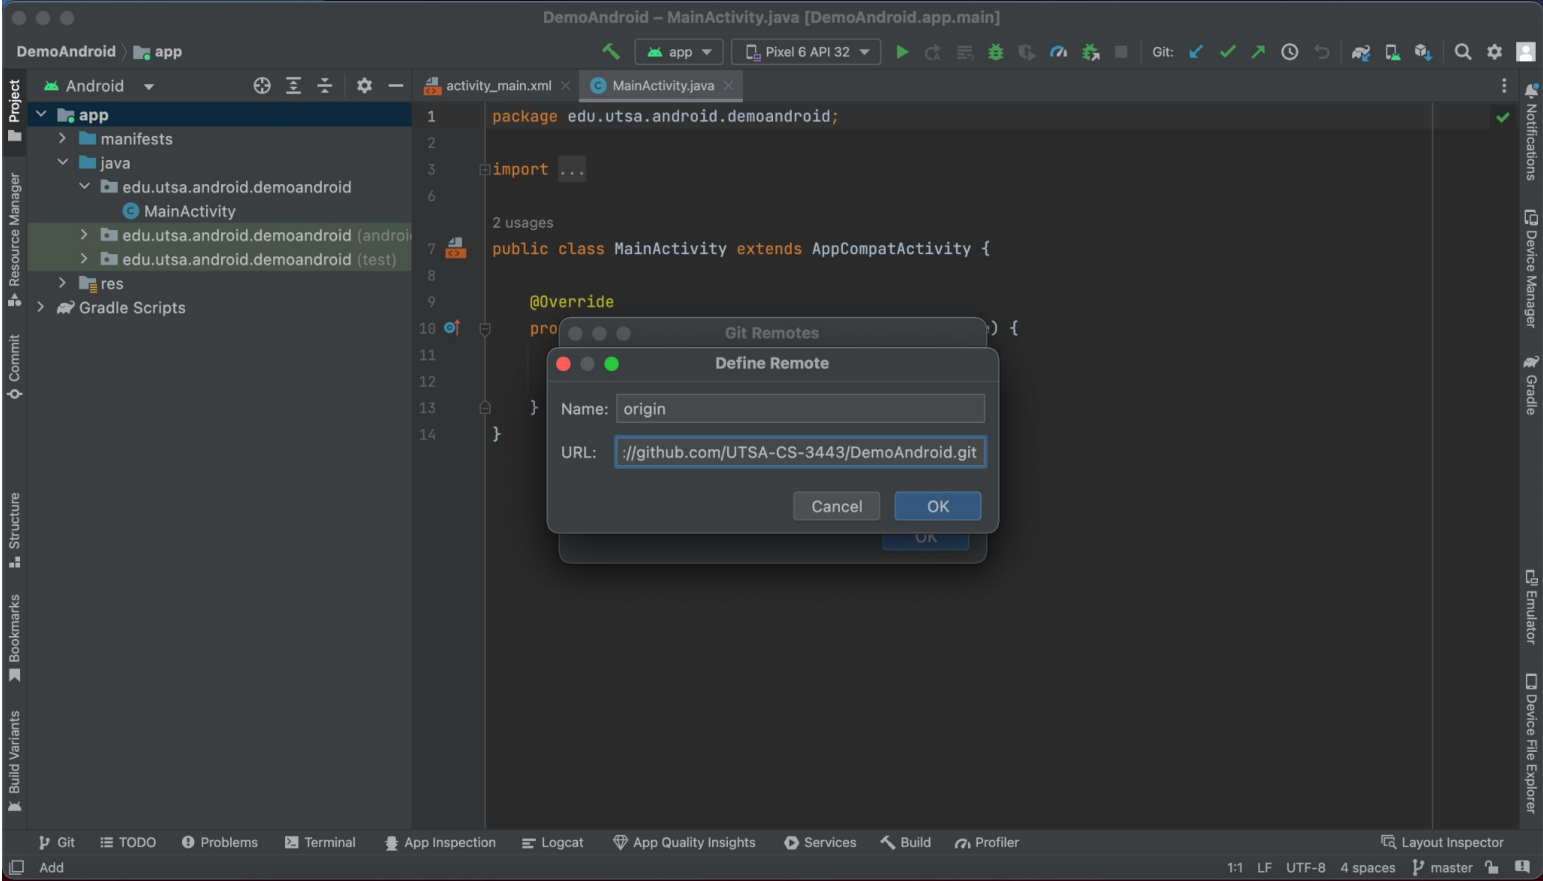 DemoAndroid – MainActivity.java [DemoAndroid.app.main]
DemoAndroid app
app
Pixel 6 API 32
Git:
Android
activity_main.xml
MainActivity.java
app
manifests
java
edu.utsa.android.demoandroid
MainActivity
edu.utsa.android.demoandroid (androi
edu.utsa.android.demoandroid (test)
res
Gradle Scripts
1 package edu.utsa.android.demoandroid;
2
3 import ...
6
2 usages
7 public class MainActivity extends AppCompatActivity {
8
9 @Override
10 pro ) {
11
12
13 }
14 }
Git Remotes
Define Remote
Name: origin
URL: ://github.com/UTSA-CS-3443/DemoAndroid.git
Cancel OK
OK
Project
Resource Manager
Commit
Structure
Bookmarks
Build Variants
Notifications
Device Manager
Gradle
Emulator
Device File Explorer
Git TODO Problems Terminal App Inspection Logcat App Quality Insights Services Build Profiler Layout Inspector
Add 1:1 LF UTF-8 4 spaces master